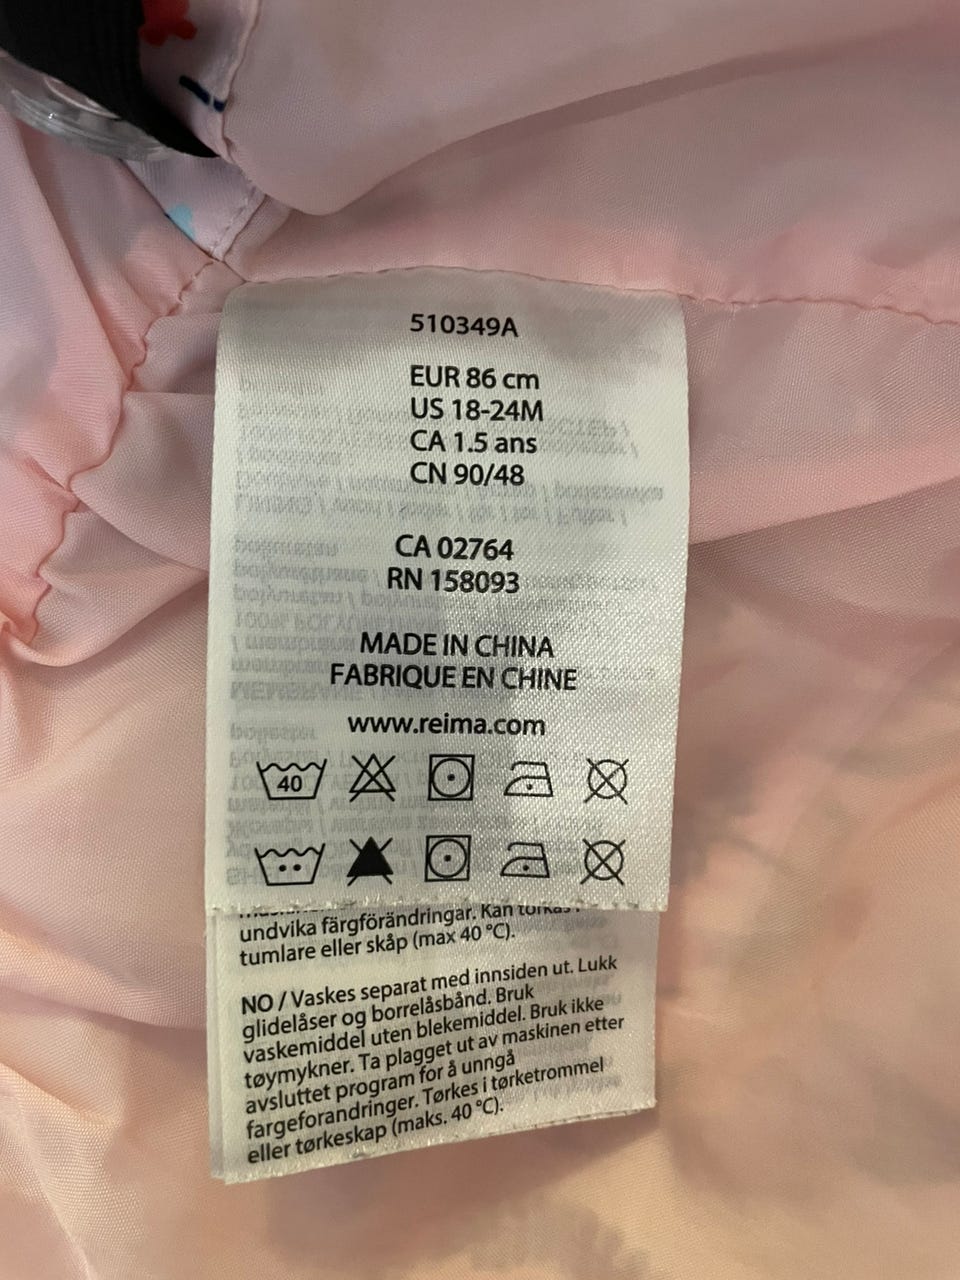 510349A
EUR 86 cm
US 18-24M
CA 1.5 ans
CN 90/48
CA 02764
RN 158093
MADE IN CHINA
FABRIQUE EN CHINE
www.reima.com
40
undvika färgförändringar. Kan torkas i
tumlare eller skåp (max 40 °C).
NO / Vaskes separat med innsiden ut. Lukk
glidelåser og borrelåsbånd. Bruk
vaskemiddel uten blekemiddel. Bruk ikke
tøymykner. Ta plagget ut av maskinen etter
avsluttet program for å unngå
fargeforandringer. Tørkes i tørketrommel
eller tørkeskap (maks. 40 °C).